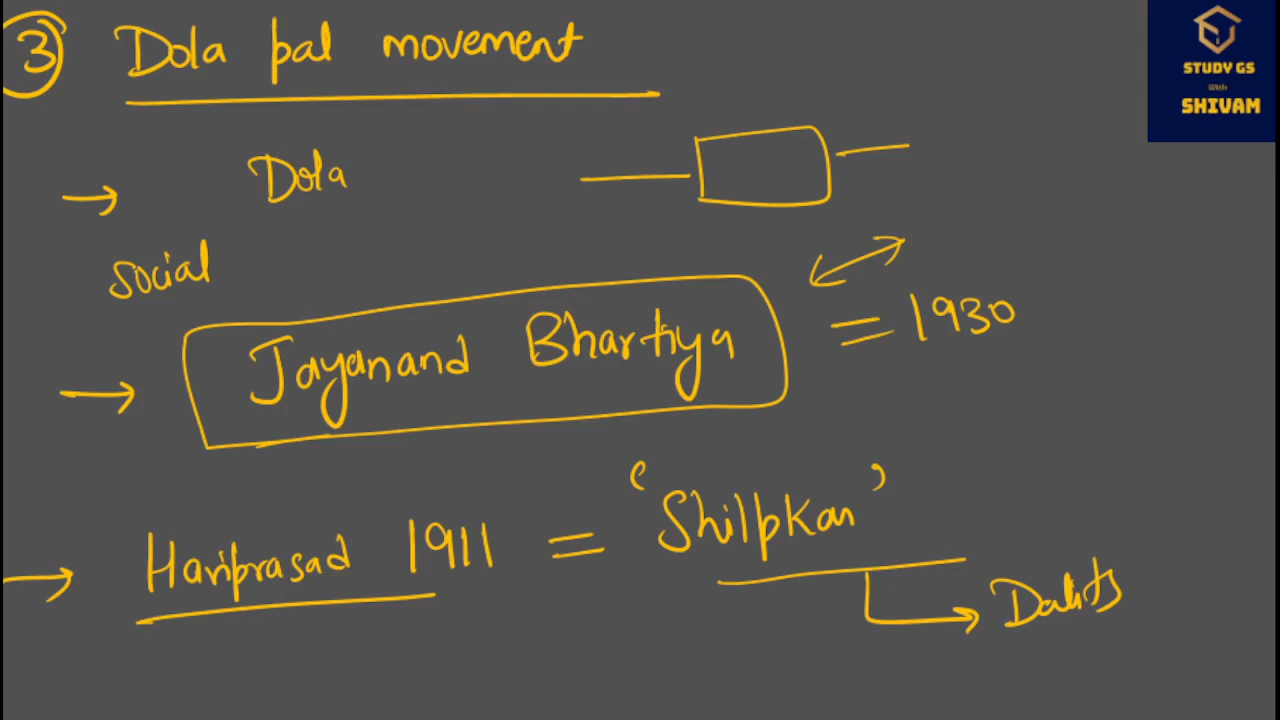 3 Dola pal movement
STUDY GS
With
SHIVAM
Dola
Social
Jayanand Bhartiya = 1930
Hariprasad 1911 = 'Shilpkar'
Dalits